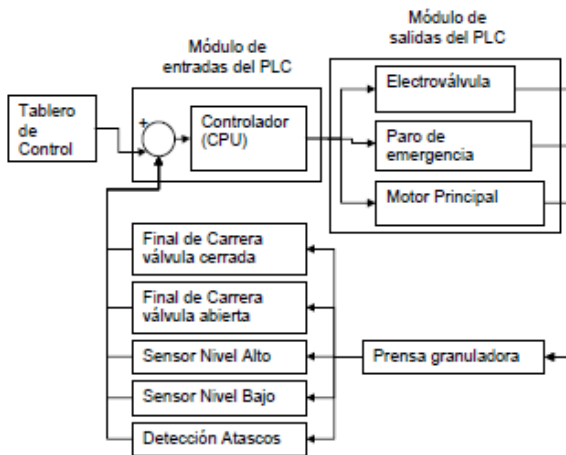 Módulo de
entradas del PLC
Módulo de
salidas del PLC
Tablero
de
Control
+
Controlador
(CPU)
Electroválvula
Paro de
emergencia
Motor Principal
Final de Carrera
válvula cerrada
Final de Carrera
válvula abierta
Sensor Nivel Alto
Sensor Nivel Bajo
Detección Atascos
Prensa granuladora